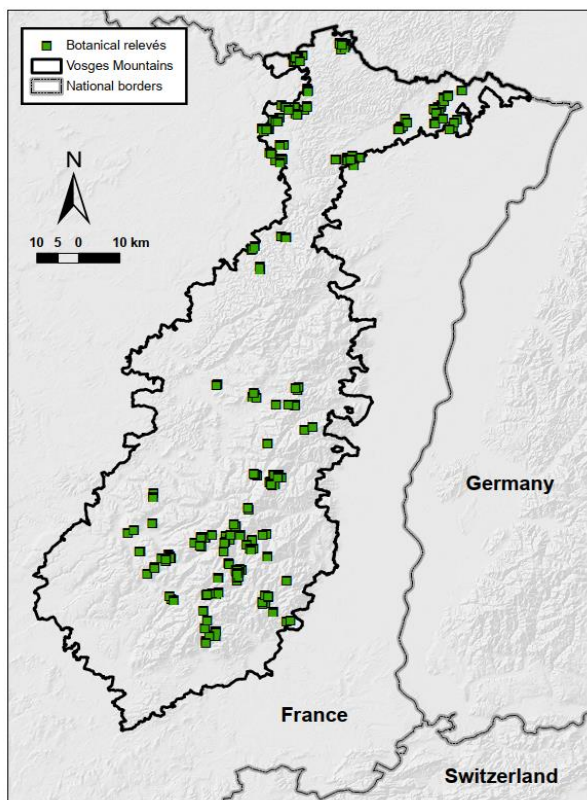 Botanical relevés
Vosges Mountains
National borders
N
10 5 0 10 km
Germany
France
Switzerland